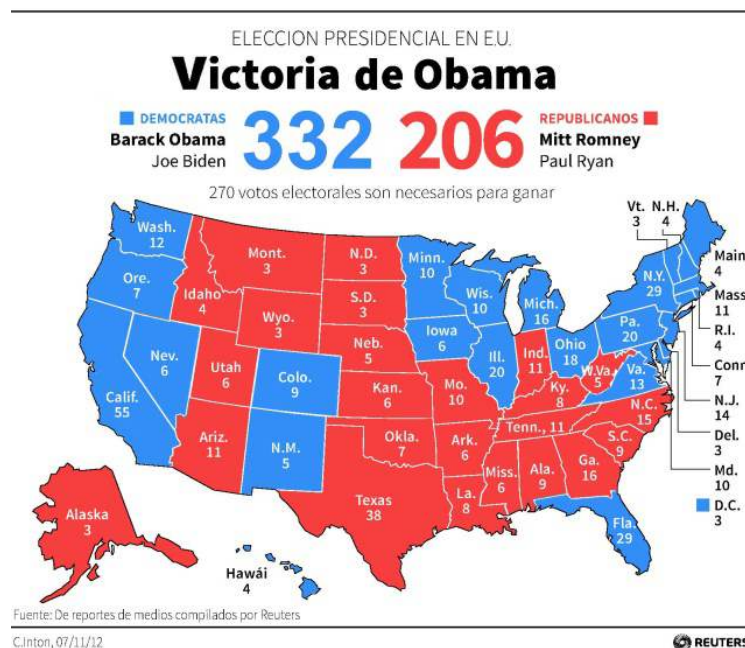 ELECCION PRESIDENCIAL EN E.U.
Victoria de Obama
DEMOCRATAS
Barack Obama
Joe Biden
332
206
REPUBLICANOS
Mitt Romney
Paul Ryan
270 votos electorales son necesarios para ganar
Wash.
12
Ore.
7
Calif.
55
Nev.
6
Idaho
4
Mont.
3
Wyo.
3
Utah
6
Ariz.
11
Colo.
9
N.M.
5
N.D.
3
S.D.
3
Neb.
5
Kan.
6
Okla.
7
Texas
38
Minn.
10
Iowa
6
Mo.
10
Ark.
6
La.
8
Wis.
10
Ill.
20
Mich.
16
Ind.
11
Ohio
18
Ky.
8
Tenn., 11
Miss.
6
Ala.
9
Ga.
16
Fla.
29
S.C.
9
N.C.
15
Va.
13
W.Va.
5
Pa.
20
N.Y.
29
Vt.
3
N.H.
4
Main
4
Mass
11
R.I.
4
Conn
7
N.J.
14
Del.
3
Md.
10
D.C.
3
Alaska
3
Hawái
4
Fuente: De reportes de medios compilados por Reuters
C.Inton, 07/11/12
REUTERS